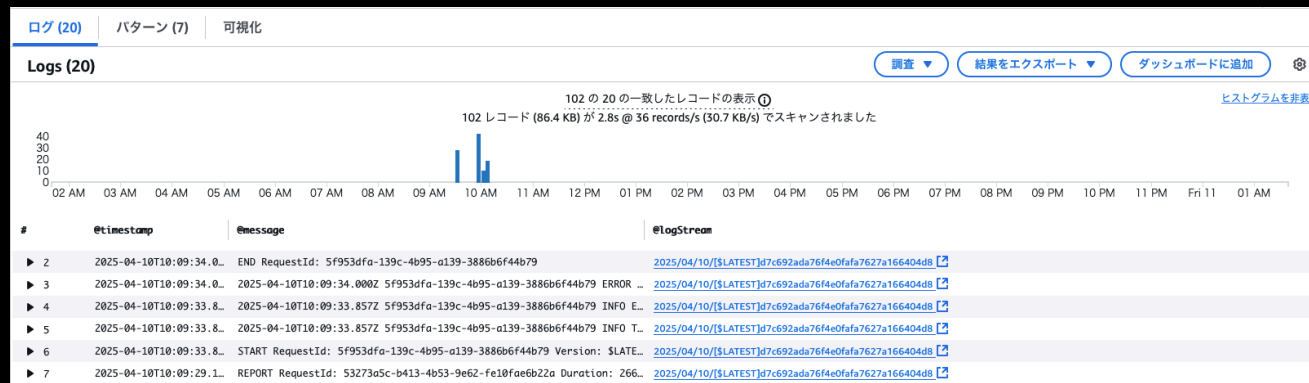 ログ (20) パターン (7) 可視化
Logs (20) 調査 ▼ 結果をエクスポート ▼ ダッシュボードに追加
102 の 20 の一致したレコードの表示 ヒストグラムを非表
102 レコード (86.4 KB) が 2.8s @ 36 records/s (30.7 KB/s) でスキャンされました
40
30
20
10
0
02 AM 03 AM 04 AM 05 AM 06 AM 07 AM 08 AM 09 AM 10 AM 11 AM 12 PM 01 PM 02 PM 03 PM 04 PM 05 PM 06 PM 07 PM 08 PM 09 PM 10 PM 11 PM Fri 11 01 AM
# @timestamp @message @logStream
▶ 2 2025-04-10T10:09:34.0… END RequestId: 5f953dfa-139c-4b95-a139-3886b6f44b79 2025/04/10/[$LATEST]d7c692ada76f4e0fafa7627a166404d8
▶ 3 2025-04-10T10:09:34.0… 2025-04-10T10:09:34.000Z 5f953dfa-139c-4b95-a139-3886b6f44b79 ERROR … 2025/04/10/[$LATEST]d7c692ada76f4e0fafa7627a166404d8
▶ 4 2025-04-10T10:09:33.8… 2025-04-10T10:09:33.857Z 5f953dfa-139c-4b95-a139-3886b6f44b79 INFO E… 2025/04/10/[$LATEST]d7c692ada76f4e0fafa7627a166404d8
▶ 5 2025-04-10T10:09:33.8… 2025-04-10T10:09:33.857Z 5f953dfa-139c-4b95-a139-3886b6f44b79 INFO T… 2025/04/10/[$LATEST]d7c692ada76f4e0fafa7627a166404d8
▶ 6 2025-04-10T10:09:33.8… START RequestId: 5f953dfa-139c-4b95-a139-3886b6f44b79 Version: $LATE… 2025/04/10/[$LATEST]d7c692ada76f4e0fafa7627a166404d8
▶ 7 2025-04-10T10:09:29.1… REPORT RequestId: 53273a5c-b413-4b53-9e62-fe10fae6b22a Duration: 266… 2025/04/10/[$LATEST]d7c692ada76f4e0fafa7627a166404d8